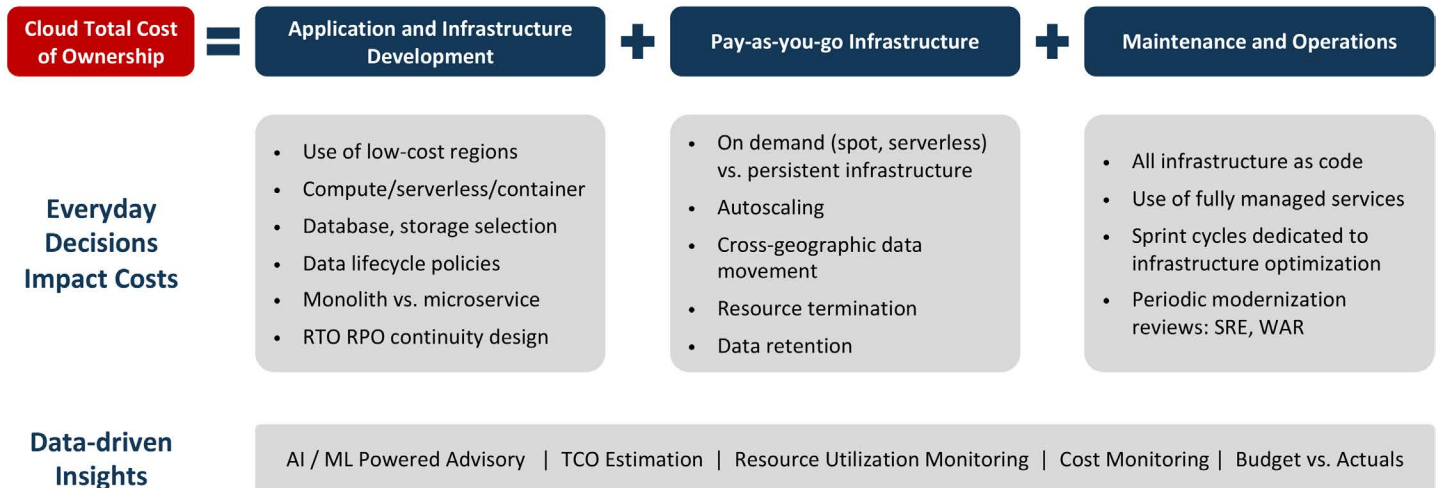 Cloud Total Cost
of Ownership
=
Application and Infrastructure
Development
+
Pay-as-you-go Infrastructure
+
Maintenance and Operations
Everyday
Decisions
Impact Costs
• Use of low-cost regions
• Compute/serverless/container
• Database, storage selection
• Data lifecycle policies
• Monolith vs. microservice
• RTO RPO continuity design
• On demand (spot, serverless)
vs. persistent infrastructure
• Autoscaling
• Cross-geographic data
movement
• Resource termination
• Data retention
• All infrastructure as code
• Use of fully managed services
• Sprint cycles dedicated to
infrastructure optimization
• Periodic modernization
reviews: SRE, WAR
Data-driven
Insights
AI / ML Powered Advisory | TCO Estimation | Resource Utilization Monitoring | Cost Monitoring | Budget vs. Actuals